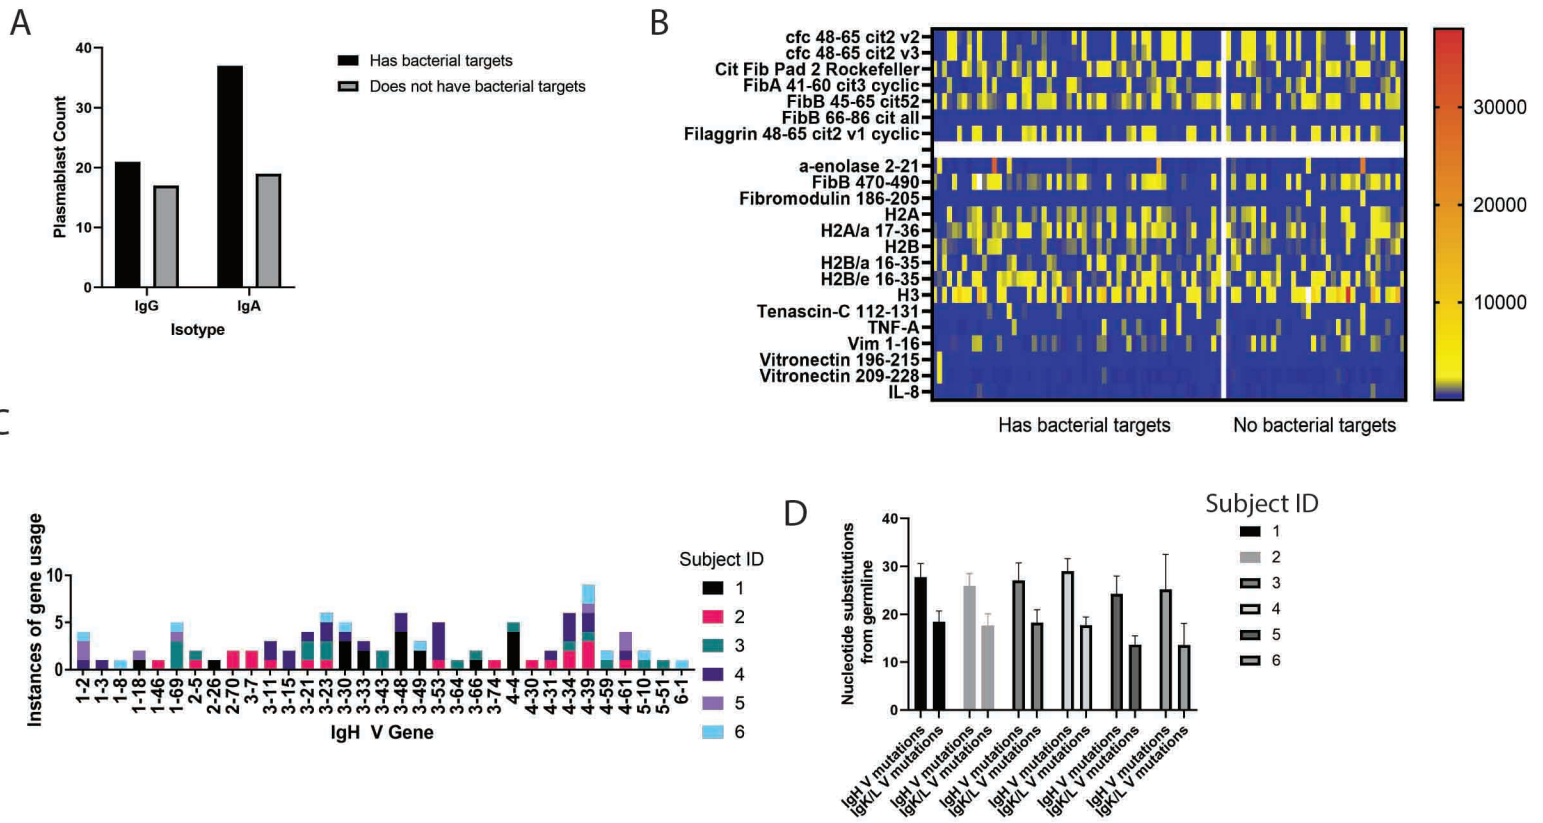 A
40
30
20
10
0
Plasmablast Count
IgG
IgA
Isotype
Has bacterial targets
Does not have bacterial targets
B
cfc 48-65 cit2 v2
cfc 48-65 cit2 v3
Cit Fib Pad 2 Rockefeller
FibA 41-60 cit3 cyclic
FibB 45-65 cit52
FibB 66-86 cit all
Filaggrin 48-65 cit2 v1 cyclic
a-enolase 2-21
FibB 470-490
Fibromodulin 186-205
H2A
H2A/a 17-36
H2B
H2B/a 16-35
H2B/e 16-35
H3
Tenascin-C 112-131
TNF-A
Vim 1-16
Vitronectin 196-215
Vitronectin 209-228
IL-8
Has bacterial targets
No bacterial targets
30000
20000
10000
C
10
5
0
Instances of gene usage
1-2
1-3
1-8
1-18
1-46
1-69
2-5
2-26
2-70
3-7
3-11
3-15
3-21
3-23
3-30
3-33
3-43
3-48
3-49
3-53
3-64
3-66
3-74
4-4
4-30
4-31
4-34
4-39
4-59
4-61
5-10
5-51
6-1
IgH V Gene
Subject ID
1
2
3
4
5
6
D
40
30
20
10
0
Nucleotide substitutions
from germline
IgH V mutations
IgK/L V mutations
IgH V mutations
IgK/L V mutations
IgH V mutations
IgK/L V mutations
IgH V mutations
IgK/L V mutations
IgH V mutations
IgK/L V mutations
IgH V mutations
IgK/L V mutations
Subject ID
1
2
3
4
5
6